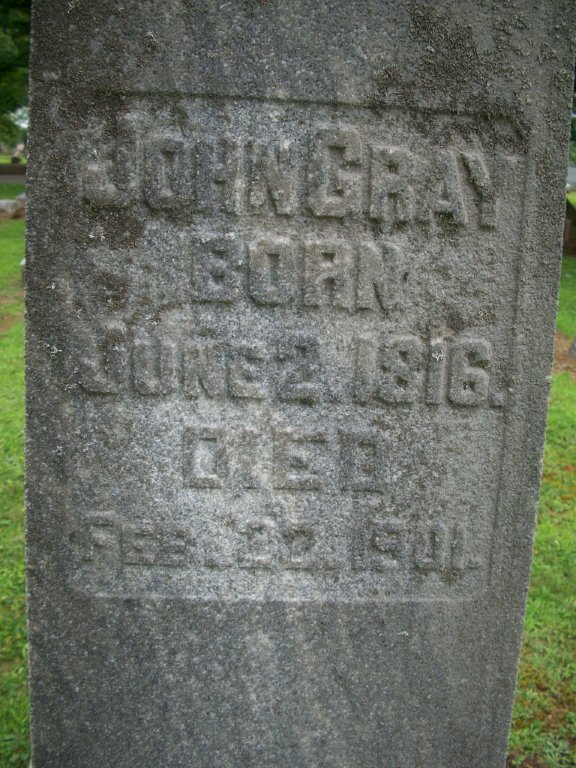 JOHN GRAY
BORN
JUNE 2. 1816.
DIED
FEB. 22. 1901.